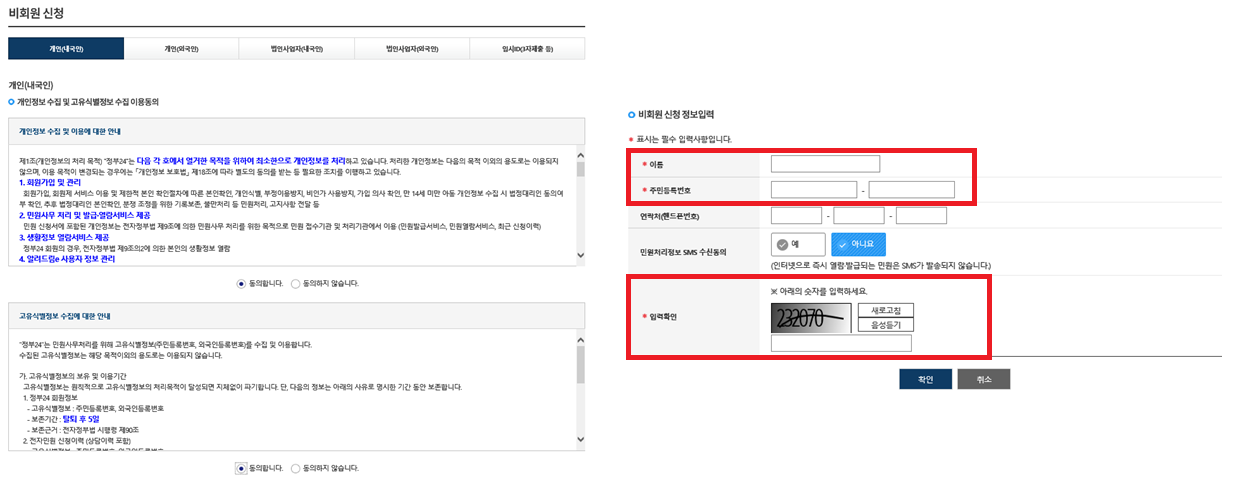 비회원 신청
개인(내국인)
개인(외국인)
법인사업자(내국인)
법인사업자(외국인)
임시ID(3자제출 등)
개인(내국인)
개인정보 수집 및 고유식별정보 수집 이용동의
개인정보 수집 및 이용에 대한 안내
제1조(개인정보의 처리 목적) "정부24"는 다음 각 호에서 열거한 목적을 위하여 최소한으로 개인정보를 처리하고 있습니다. 처리한 개인정보는 다음의 목적 이외의 용도로는 이용되지
않으며, 이용 목적이 변경되는 경우에는 「개인정보 보호법」 제18조에 따라 별도의 동의를 받는 등 필요한 조치를 이행하고 있습니다.
1. 회원가입 및 관리
회원가입, 회원제 서비스 이용 및 제한적 본인 확인절차에 따른 본인확인, 개인식별, 부정이용방지, 비인가 사용방지, 가입 의사 확인, 만 14세 미만 아동 개인정보 수집 시 법정대리인 동의여
부 확인, 추후 법정대리인 본인확인, 분쟁 조정을 위한 기록보존, 불만처리 등 민원처리, 고지사항 전달 등
2. 민원사무 처리 및 발급·열람서비스 제공
민원 신청서에 포함된 개인정보는 전자정부법 제9조에 의한 민원사무 처리를 위한 목적으로 민원 접수기관 및 처리기관에서 이용 (민원발급서비스, 민원열람서비스, 최근 신청이력)
3. 생활정보 열람서비스 제공
정부24 회원의 경우, 전자정부법 제9조의2에 의한 본인의 생활정보 열람
4. 알려드림e 사용자 정보 관리
동의합니다. 동의하지 않습니다.
고유식별정보 수집에 대한 안내
"정부24"는 민원사무처리를 위해 고유식별정보(주민등록번호, 외국인등록번호)를 수집 및 이용합니다.
수집된 고유식별정보는 해당 목적이외의 용도로는 이용되지 않습니다.
가. 고유식별정보의 보유 및 이용기간
고유식별정보는 원칙적으로 고유식별정보의 처리목적이 달성되면 지체없이 파기합니다. 단, 다음의 정보는 아래의 사유로 명시한 기간 동안 보존합니다.
1. 정부24 회원정보
- 고유식별정보 : 주민등록번호, 외국인등록번호
- 보존기간 : 탈퇴 후 5일
- 보존근거 : 전자정부법 시행령 제90조
2. 전자민원 신청이력 (상담이력 포함)
동의합니다. 동의하지 않습니다.
비회원 신청 정보입력
* 표시는 필수 입력사항입니다.
* 이름
* 주민등록번호 -
연락처(핸드폰번호) - -
민원처리정보 SMS 수신동의
예 아니요
(인터넷으로 즉시 열람·발급되는 민원은 SMS가 발송되지 않습니다.)
* 입력확인
※ 아래의 숫자를 입력하세요.
232070
새로고침
음성듣기
확인 취소